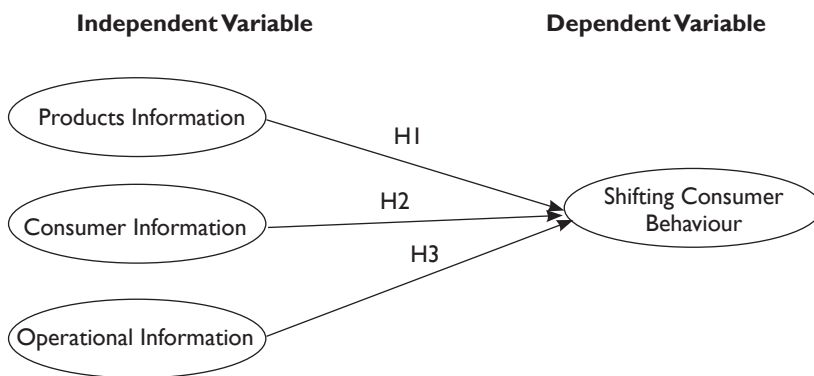 Independent Variable
Dependent Variable
Products Information
H1
Consumer Information
H2
Shifting Consumer
Behaviour
H3
Operational Information